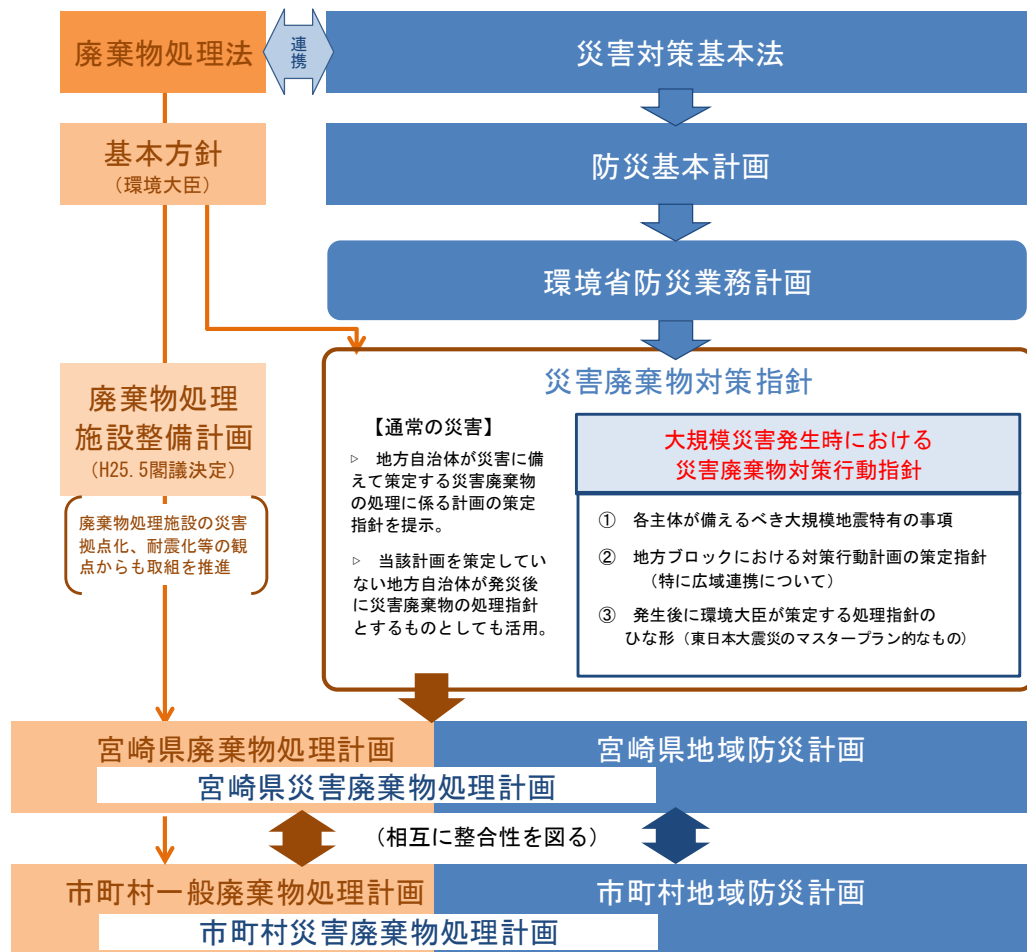 廃棄物処理法
連携
災害対策基本法
基本方針
（環境大臣）
防災基本計画
環境省防災業務計画
廃棄物処理
施設整備計画
（H25.5閣議決定）
廃棄物処理施設の災害
拠点化、耐震化等の観
点からも取組を推進
災害廃棄物対策指針
【通常の災害】
▷ 地方自治体が災害に備
えて策定する災害廃棄物
の処理に係る計画の策定
指針を提示。
▷ 当該計画を策定してい
ない地方自治体が発災後
に災害廃棄物の処理指針
とするものとしても活用。
大規模災害発生時における
災害廃棄物対策行動指針
① 各主体が備えるべき大規模地震特有の事項
② 地方ブロックにおける対策行動計画の策定指針
（特に広域連携について）
③ 発生後に環境大臣が策定する処理指針の
ひな形（東日本大震災のマスタープラン的なもの）
宮崎県廃棄物処理計画
宮崎県地域防災計画
宮崎県災害廃棄物処理計画
（相互に整合性を図る）
市町村一般廃棄物処理計画
市町村地域防災計画
市町村災害廃棄物処理計画